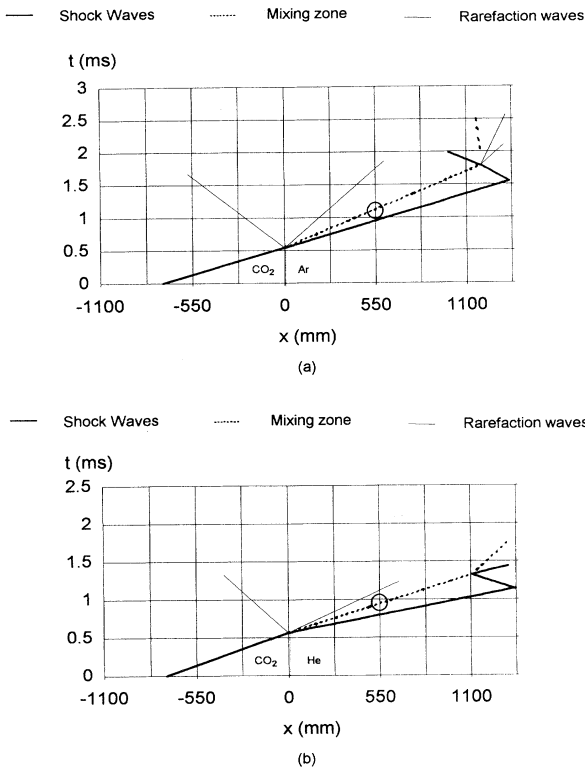 Shock Waves Mixing zone Rarefaction waves
t (ms)
3
2.5
2
1.5
1
0.5
0
CO2 Ar
-1100 -550 0 550 1100
x (mm)
(a)
Shock Waves Mixing zone Rarefaction waves
t (ms)
2.5
2
1.5
1
0.5
0
CO2 He
-1100 -550 0 550 1100
x (mm)
(b)